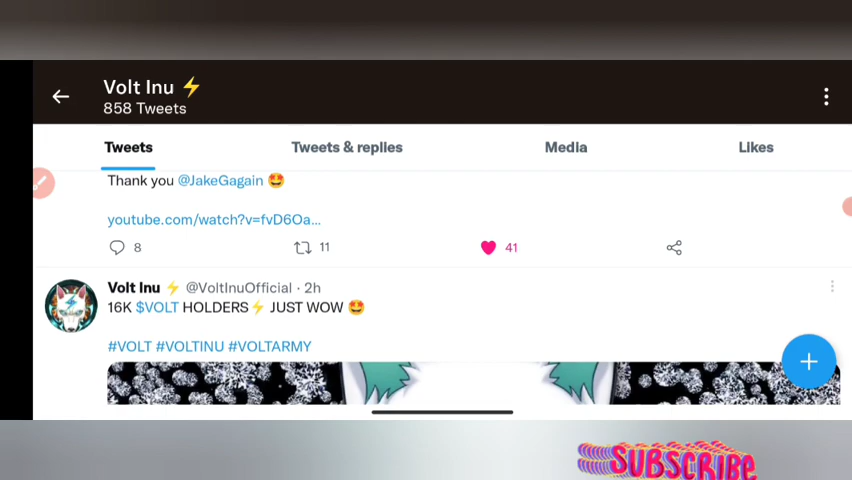 Volt Inu ⚡
858 Tweets
Tweets
Tweets & replies
Media
Likes
Thank you @JakeGagain 🤩
youtube.com/watch?v=fvD6Oa...
8
11
41
Volt Inu ⚡ @VoltInuOfficial · 2h
16K $VOLT HOLDERS⚡ JUST WOW 🤩
#VOLT #VOLTINU #VOLTARMY
SUBSCRIBE